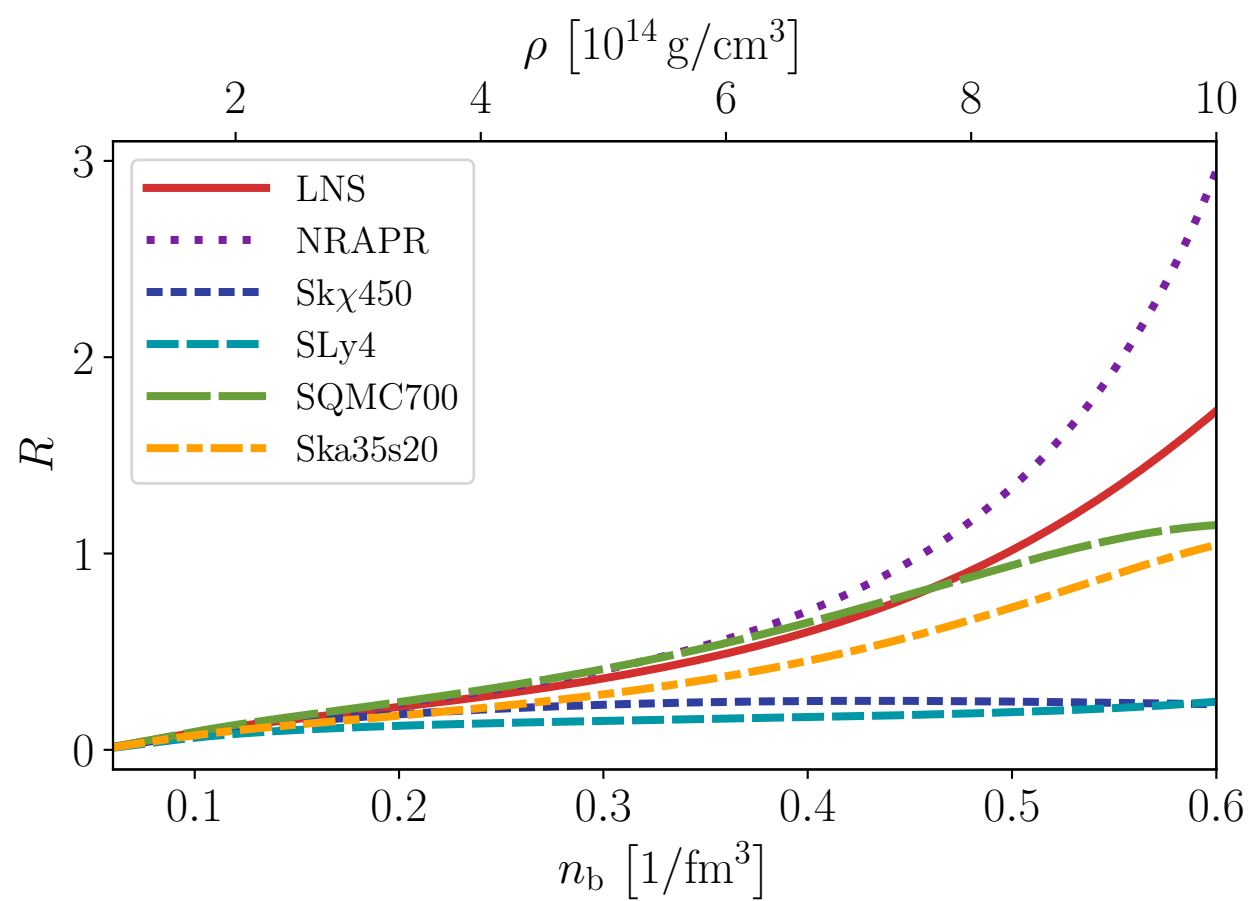 ρ [10^14 g/cm^3]
2 4 6 8 10
3
2
1
0
R
LNS
NRAPR
Skχ450
SLy4
SQMC700
Ska35s20
0.1 0.2 0.3 0.4 0.5 0.6
n_b [1/fm^3]